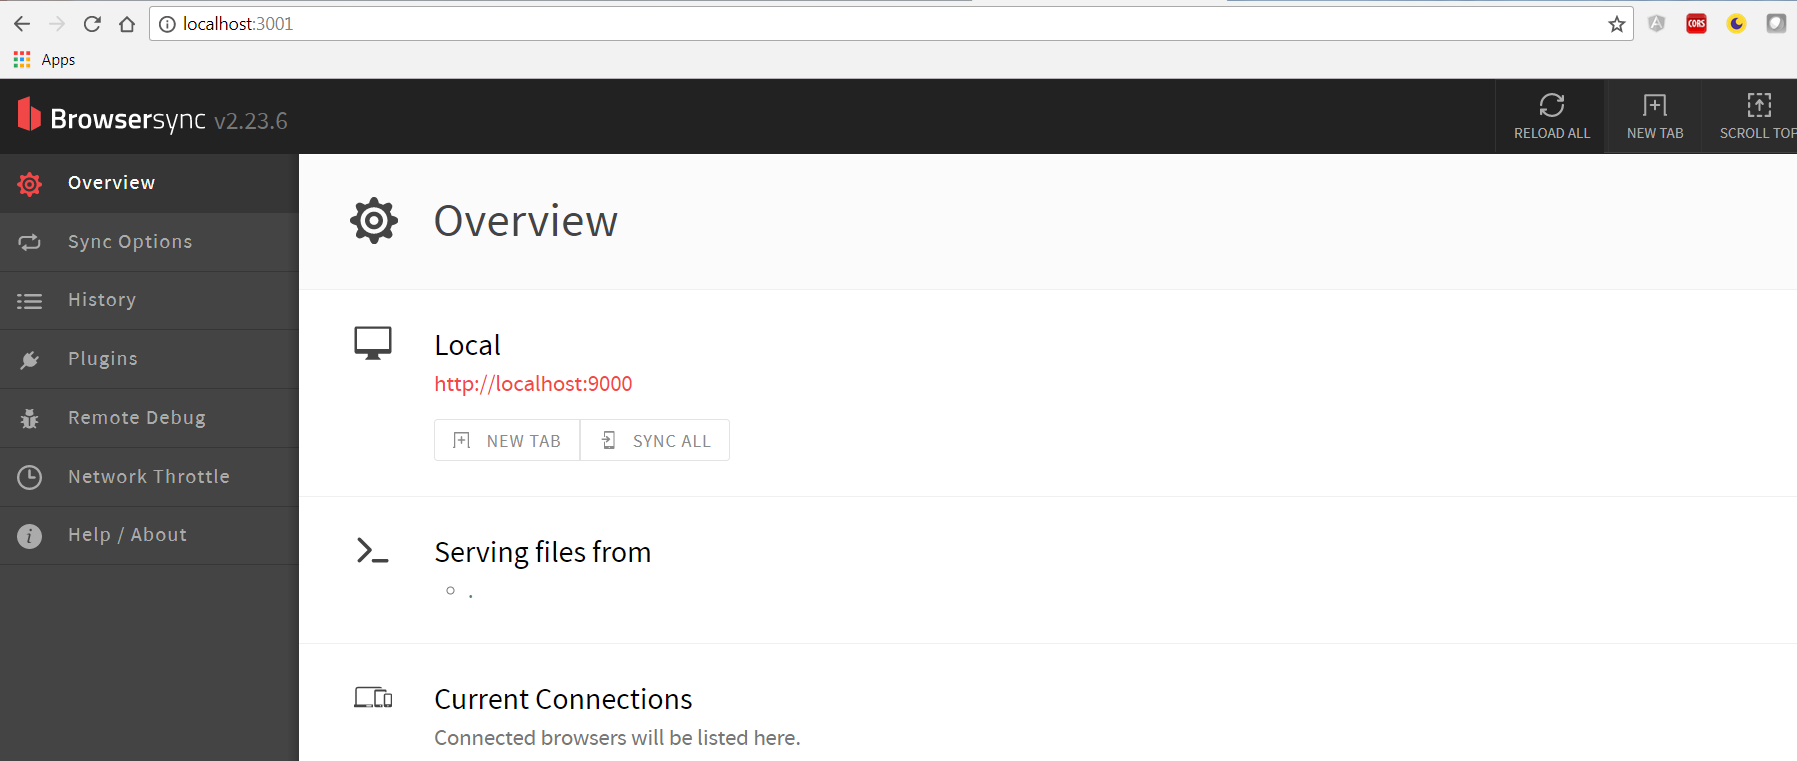 localhost:3001
CORS
Apps
Browsersync v2.23.6
RELOAD ALL
NEW TAB
SCROLL TOP
Overview
Sync Options
History
Plugins
Remote Debug
Network Throttle
Help / About
Overview
Local
http://localhost:9000
NEW TAB
SYNC ALL
Serving files from
.
Current Connections
Connected browsers will be listed here.